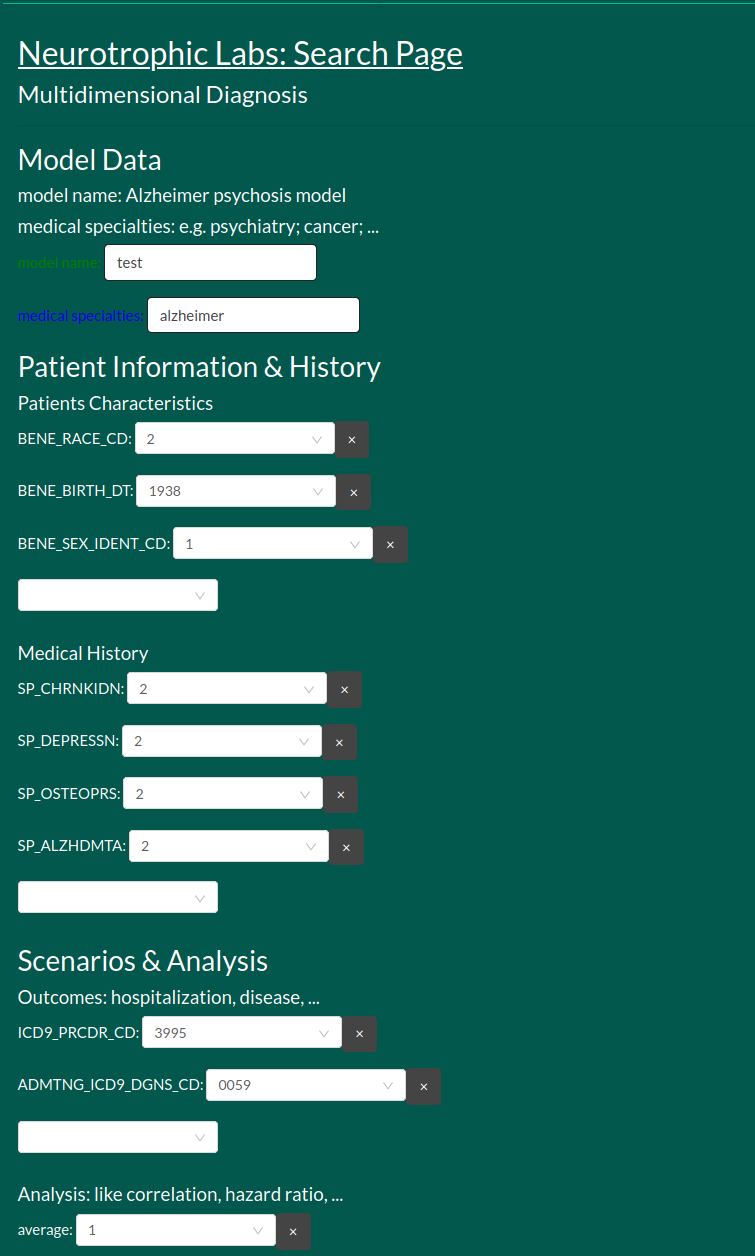 Neurotrophic Labs: Search Page
Multidimensional Diagnosis
Model Data
model name: Alzheimer psychosis model
medical specialties: e.g. psychiatry; cancer; ...
model name: test
medical specialties: alzheimer
Patient Information & History
Patients Characteristics
BENE_RACE_CD: 2 ×
BENE_BIRTH_DT: 1938 ×
BENE_SEX_IDENT_CD: 1 ×
Medical History
SP_CHRNKIDN: 2 ×
SP_DEPRESSN: 2 ×
SP_OSTEOPRS: 2 ×
SP_ALZHDMTA: 2 ×
Scenarios & Analysis
Outcomes: hospitalization, disease, ...
ICD9_PRCDR_CD: 3995 ×
ADMTNG_ICD9_DGNS_CD: 0059 ×
Analysis: like correlation, hazard ratio, ...
average: 1 ×